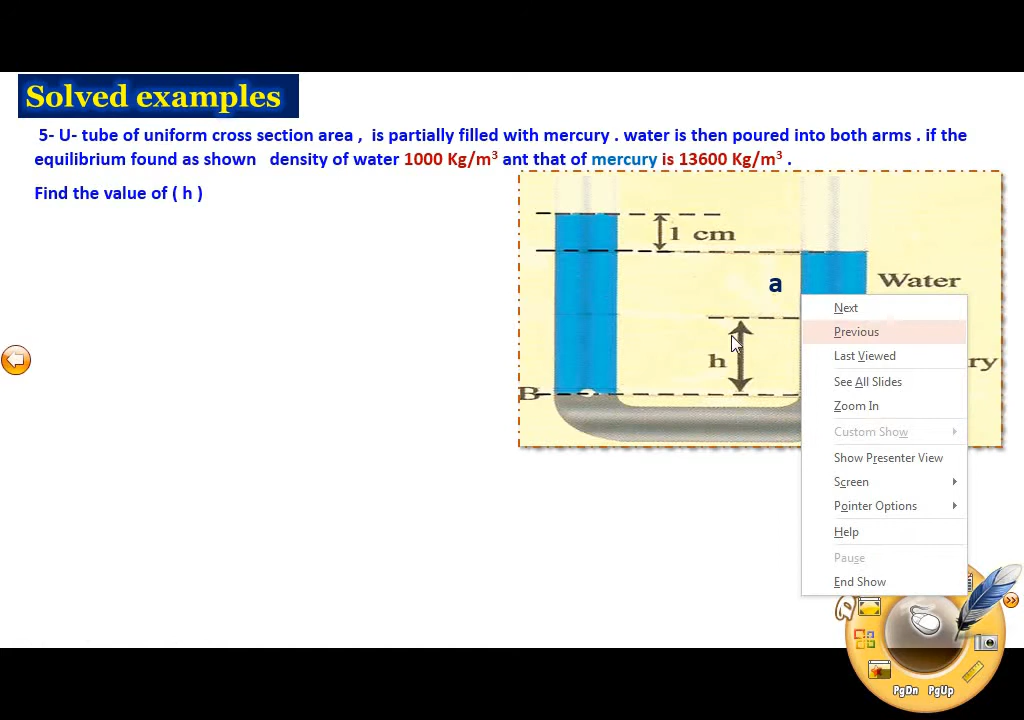 Solved examples
5- U- tube of uniform cross section area , is partially filled with mercury . water is then poured into both arms . if the
equilibrium found as shown density of water 1000 Kg/m³ ant that of mercury is 13600 Kg/m³ .
Find the value of ( h )
1 cm
a
Water
h
ry
B
Next
Previous
Last Viewed
See All Slides
Zoom In
Custom Show
Show Presenter View
Screen
Pointer Options
Help
Pause
End Show
PgDn PgUp